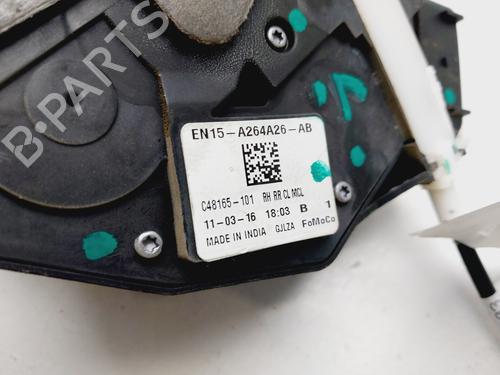 B-PARTS
EN15-A264A26-AB
C48165-101 RH RR CL MCL
11-03-16 18:03 B 1
MADE IN INDIA GJLZA FoMoCo